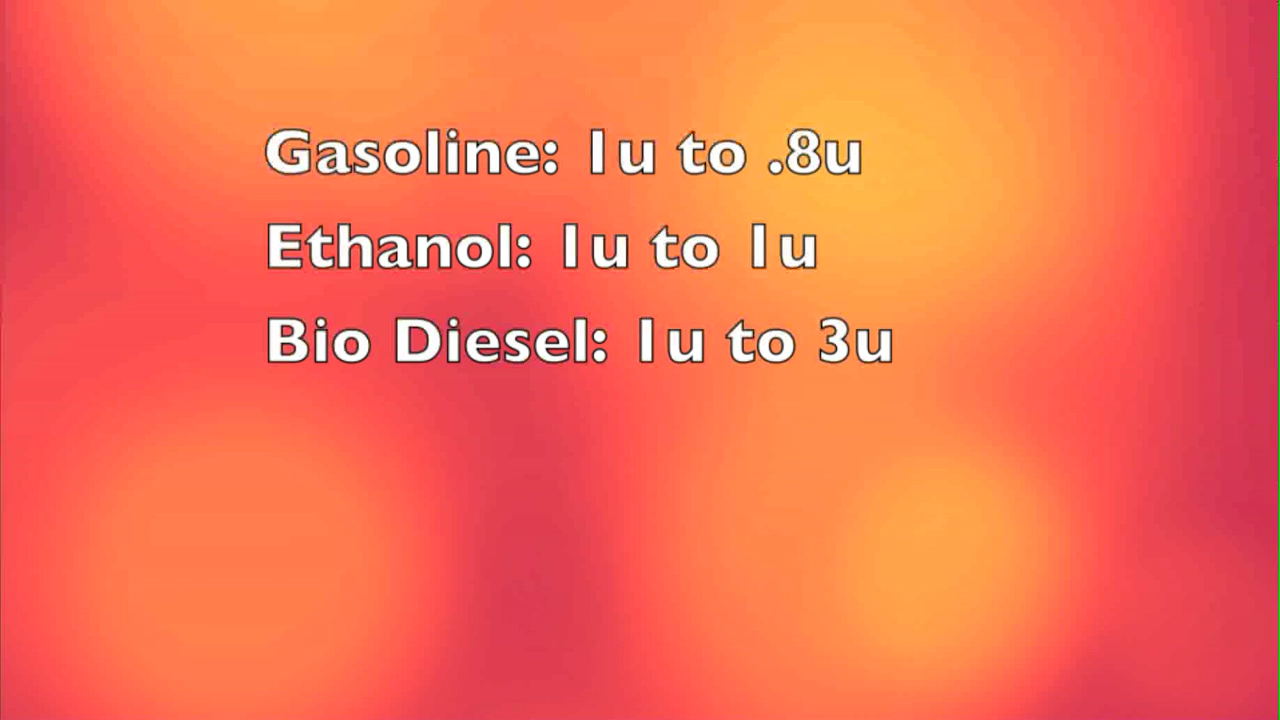 Gasoline: 1u to .8u
Ethanol: 1u to 1u
Bio Diesel: 1u to 3u